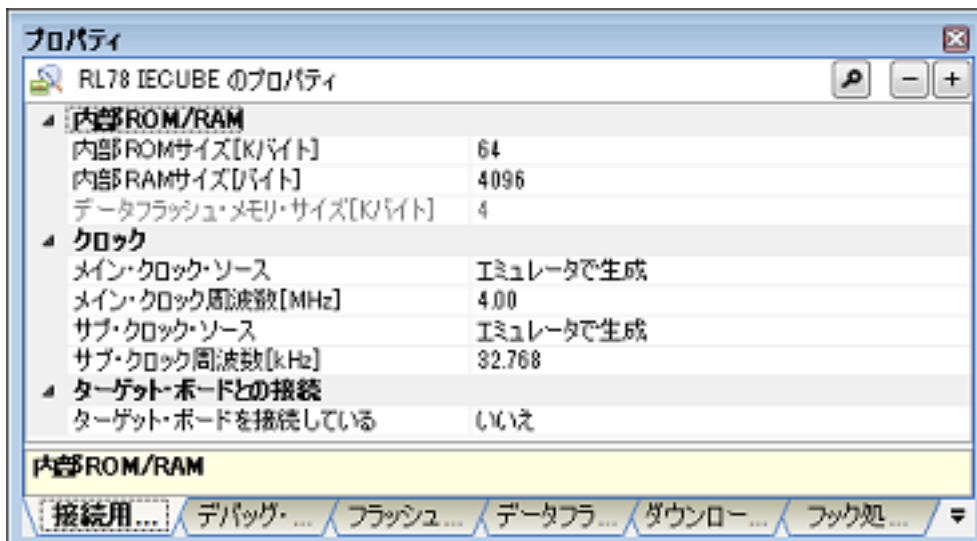 プロパティ
RL78 IECUBE のプロパティ
内部ROM/RAM
内部ROMサイズ[Kバイト] 64
内部RAMサイズ[バイト] 4096
データフラッシュ・メモリ・サイズ[Kバイト] 4
クロック
メイン・クロック・ソース エミュレータで生成
メイン・クロック周波数[MHz] 4.00
サブ・クロック・ソース エミュレータで生成
サブ・クロック周波数[kHz] 32.768
ターゲット・ボードとの接続
ターゲット・ボードを接続している いいえ
内部ROM/RAM
接続用... デバッグ・... フラッシュ... データフラ... ダウンロー... フック処...